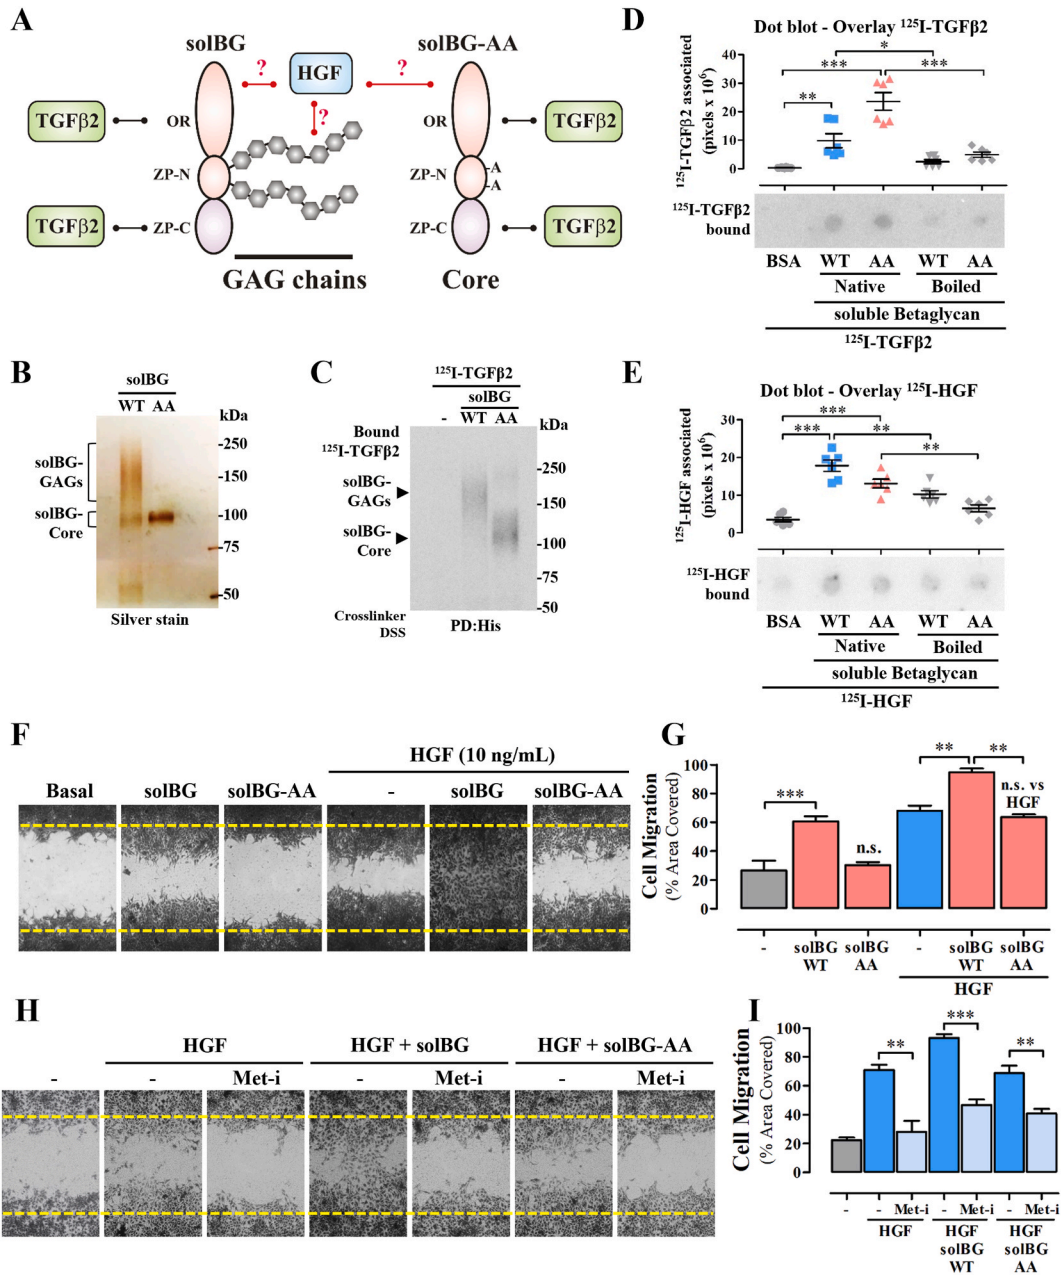 A
solBG
solBG-AA
?
HGF
?
?
TGFβ2
OR
OR
TGFβ2
ZP-N
ZP-N
-A
-A
TGFβ2
ZP-C
ZP-C
TGFβ2
GAG chains
Core
B
solBG
WT AA
kDa
solBG-
GAGs
solBG-
Core
-250
-150
-100
-75
-50
Silver stain
C
¹²⁵I-TGFβ2
solBG
- WT AA
kDa
Bound
¹²⁵I-TGFβ2
solBG-
GAGs
solBG-
Core
-250
-150
-100
-75
-50
Crosslinker
DSS
PD:His
D
Dot blot - Overlay ¹²⁵I-TGFβ2
¹²⁵I-TGFβ2 associated
(pixels x 10⁶)
40
30
20
10
0
*
***
***
**
¹²⁵I-TGFβ2
bound
BSA WT AA WT AA
Native Boiled
soluble Betaglycan
¹²⁵I-TGFβ2
E
Dot blot - Overlay ¹²⁵I-HGF
¹²⁵I-HGF associated
(pixels x 10⁶)
30
20
10
0
***
***
**
**
¹²⁵I-HGF
bound
BSA WT AA WT AA
Native Boiled
soluble Betaglycan
¹²⁵I-HGF
F
HGF (10 ng/mL)
Basal solBG solBG-AA - solBG solBG-AA
G
Cell Migration
(% Area Covered)
100
80
60
40
20
0
***
n.s.
**
**
n.s. vs
HGF
- solBG WT solBG AA - solBG WT solBG AA
HGF
H
HGF HGF + solBG HGF + solBG-AA
- - Met-i - Met-i - Met-i
I
Cell Migration
(% Area Covered)
100
80
60
40
20
0
**
***
**
- - Met-i - Met-i - Met-i
HGF
HGF
solBG
WT
HGF
solBG
AA